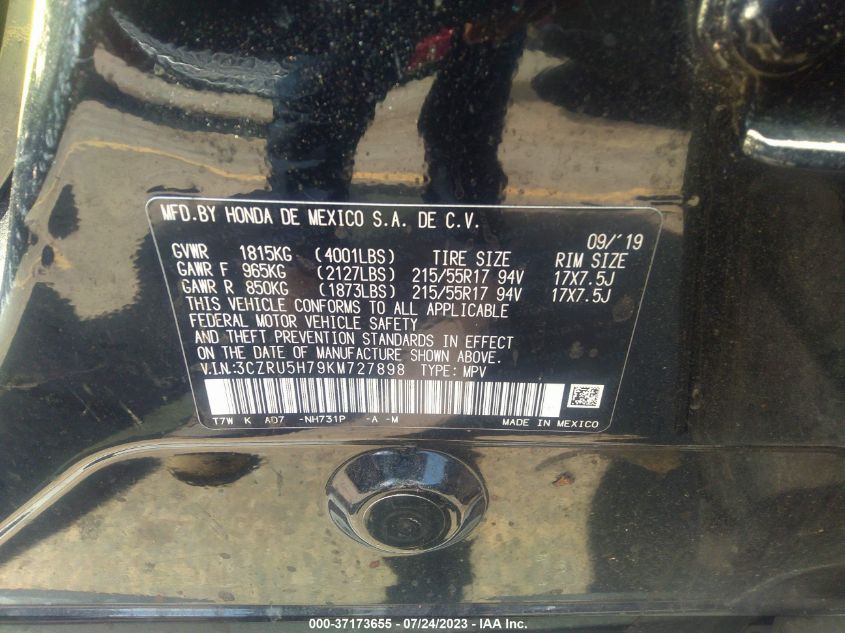 MFD.BY HONDA DE MEXICO S.A. DE C.V.
09/'19
GVWR 1815KG (4001LBS) TIRE SIZE RIM SIZE
GAWR F 965KG (2127LBS) 215/55R17 94V 17X7.5J
GAWR R 850KG (1873LBS) 215/55R17 94V 17X7.5J
THIS VEHICLE CONFORMS TO ALL APPLICABLE
FEDERAL MOTOR VEHICLE SAFETY
AND THEFT PREVENTION STANDARDS IN EFFECT
ON THE DATE OF MANUFACTURE SHOWN ABOVE.
V.I.N:3CZRU5H79KM727898 TYPE: MPV
T7W K A07 -NH731P -A -M MADE IN MEXICO
000-37173655 / 07/24/2023 - IAA Inc.